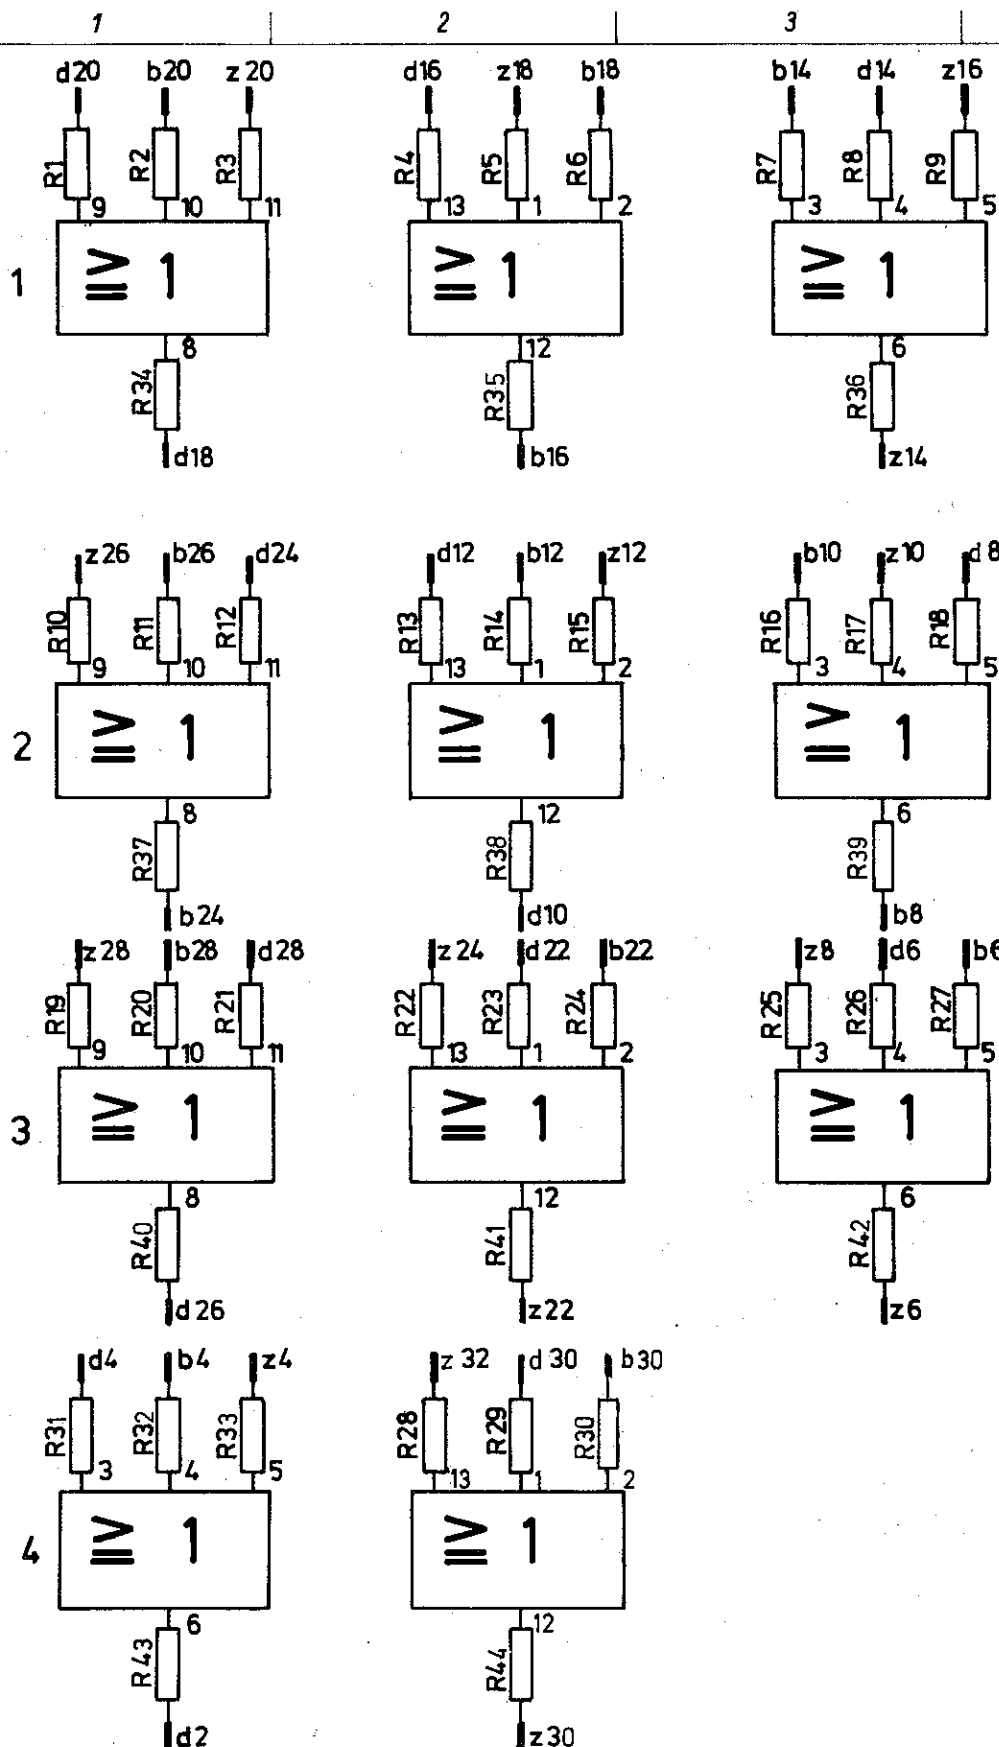 1 2 3
d20 b20 z20 d16 z18 b18 b14 d14 z16
R1 R2 R3 R4 R5 R6 R7 R8 R9
9 10 11 13 1 2 3 4 5
1 ≧ 1 ≧ 1 ≧ 1
8 12 6
R34 R35 R36
d18 b16 z14
z26 b26 d24 d12 b12 z12 b10 z10 d8
R10 R11 R12 R13 R14 R15 R16 R17 R18
9 10 11 13 1 2 3 4 5
2 ≧ 1 ≧ 1 ≧ 1
8 12 6
R37 R38 R39
b24 d10 b8
z28 b28 d28 z24 d22 b22 z8 d6 b6
R19 R20 R21 R22 R23 R24 R25 R26 R27
9 10 11 13 1 2 3 4 5
3 ≧ 1 ≧ 1 ≧ 1
8 12 6
R40 R41 R42
d26 z22 z6
d4 b4 z4 z32 d30 b30
R31 R32 R33 R28 R29 R30
3 4 5 13 1 2
4 ≧ 1 ≧ 1
6 12
R43 R44
d2 z30